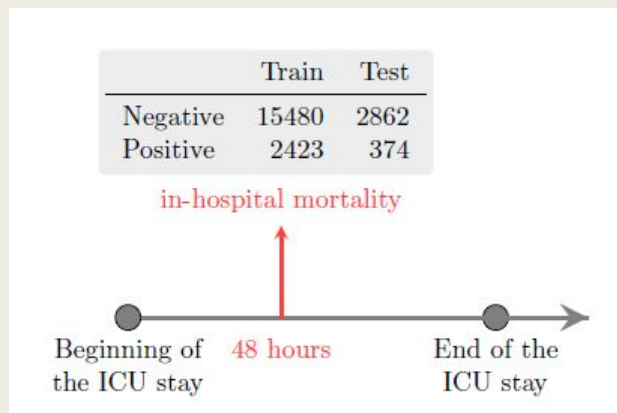 Train Test
Negative 15480 2862
Positive 2423 374
in-hospital mortality
Beginning of
the ICU stay
48 hours
End of the
ICU stay